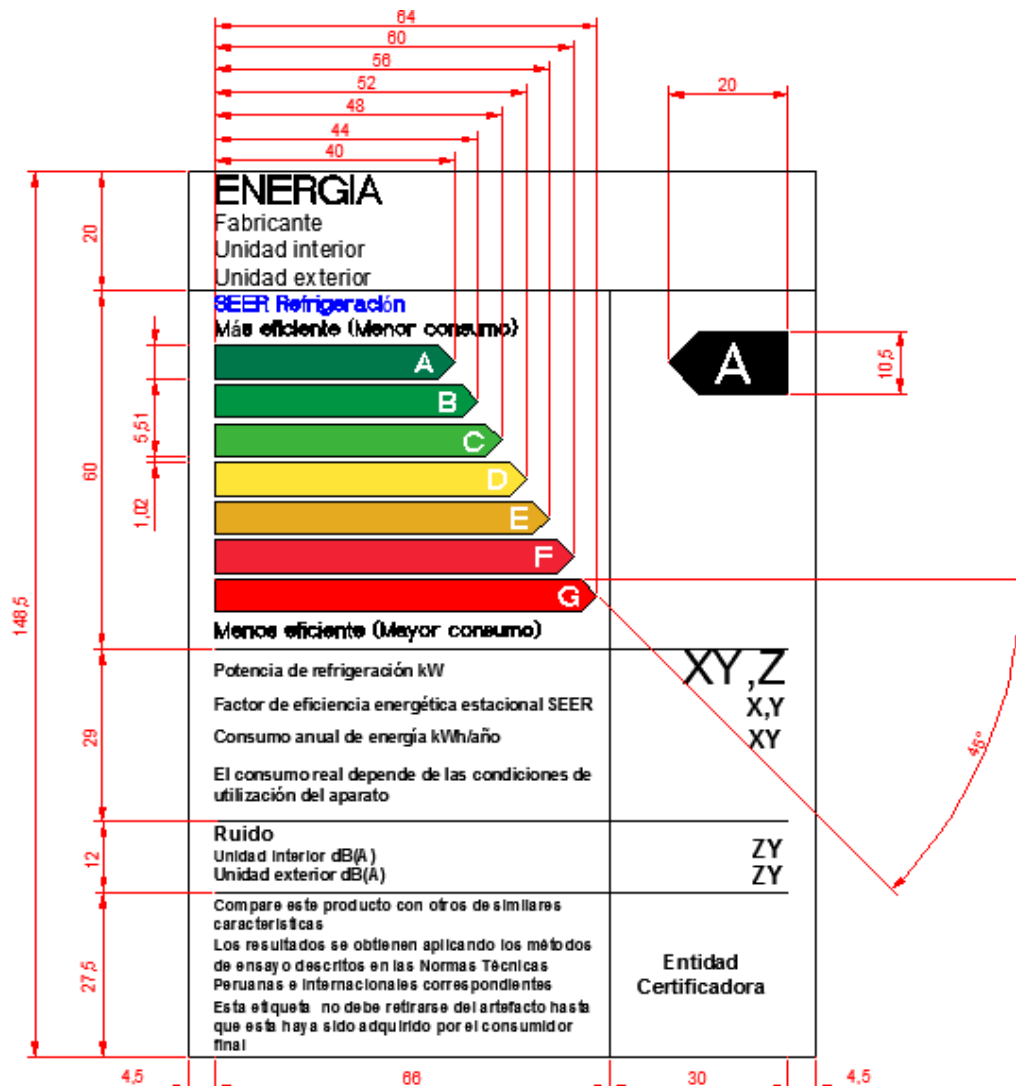 64
60
56
52
48
44
40
20
ENERGIA
Fabricante
Unidad interior
Unidad exterior
20
SEER Refrigeración
Más eficiente (Menor consumo)
A
B
C
D
E
F
G
Menos eficiente (Mayor consumo)
A
10,5
5,51
1,02
60
148,5
Potencia de refrigeración kW
XY,Z
Factor de eficiencia energética estacional SEER
X,Y
Consumo anual de energía kWh/año
XY
El consumo real depende de las condiciones de
utilización del aparato
29
45°
Ruido
Unidad interior dB(A)
ZY
Unidad exterior dB(A)
ZY
12
Compare este producto con otros de similares
caracteristicas
Los resultados se obtienen aplicando los métodos
de ensayo descritos en las Normas Técnicas
Peruanas e Internacionales correspondientes
Esta etiqueta no debe retirarse del artefacto hasta
que esta haya sido adquirido por el consumidor
final
Entidad
Certificadora
27,5
4,5
66
30
4,5